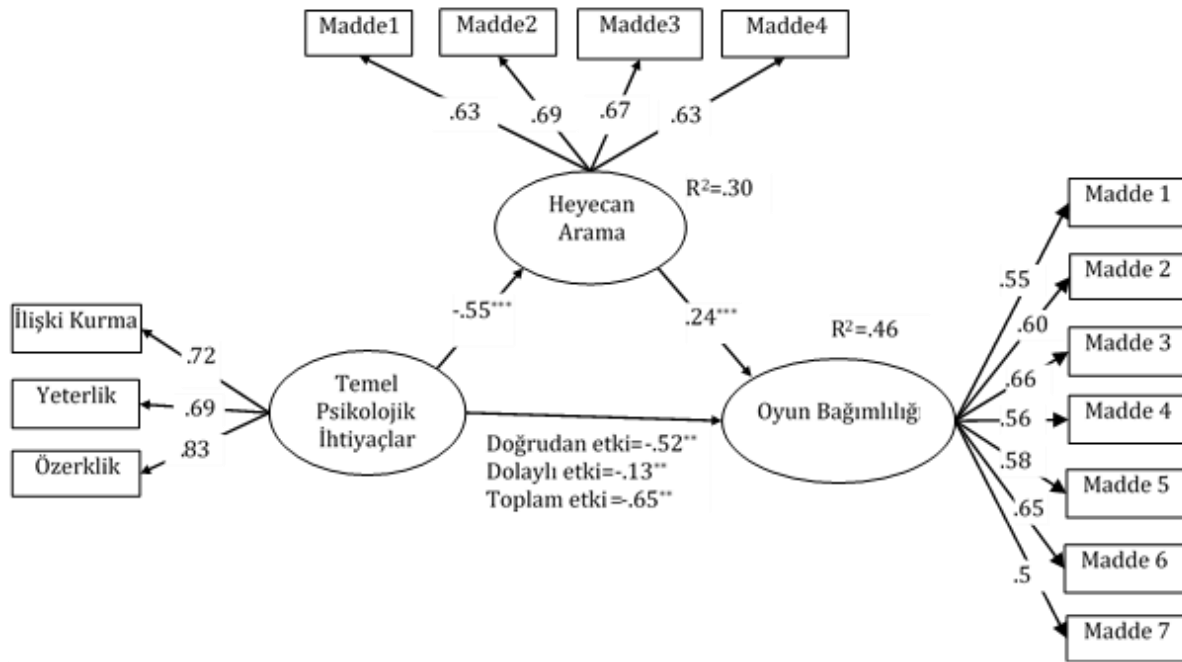 Madde1
Madde2
Madde3
Madde4
.63
.69
.67
.63
R²=.30
Heyecan
Arama
-.55***
.24***
R²=.46
İlişki Kurma
Yeterlik
Özerklik
.72
.69
.83
Temel
Psikolojik
İhtiyaçlar
Doğrudan etki=-.52**
Dolaylı etki=-.13**
Toplam etki=-.65**
Oyun Bağımlılığı
.55
.60
.66
.56
.58
.65
.5
Madde 1
Madde 2
Madde 3
Madde 4
Madde 5
Madde 6
Madde 7